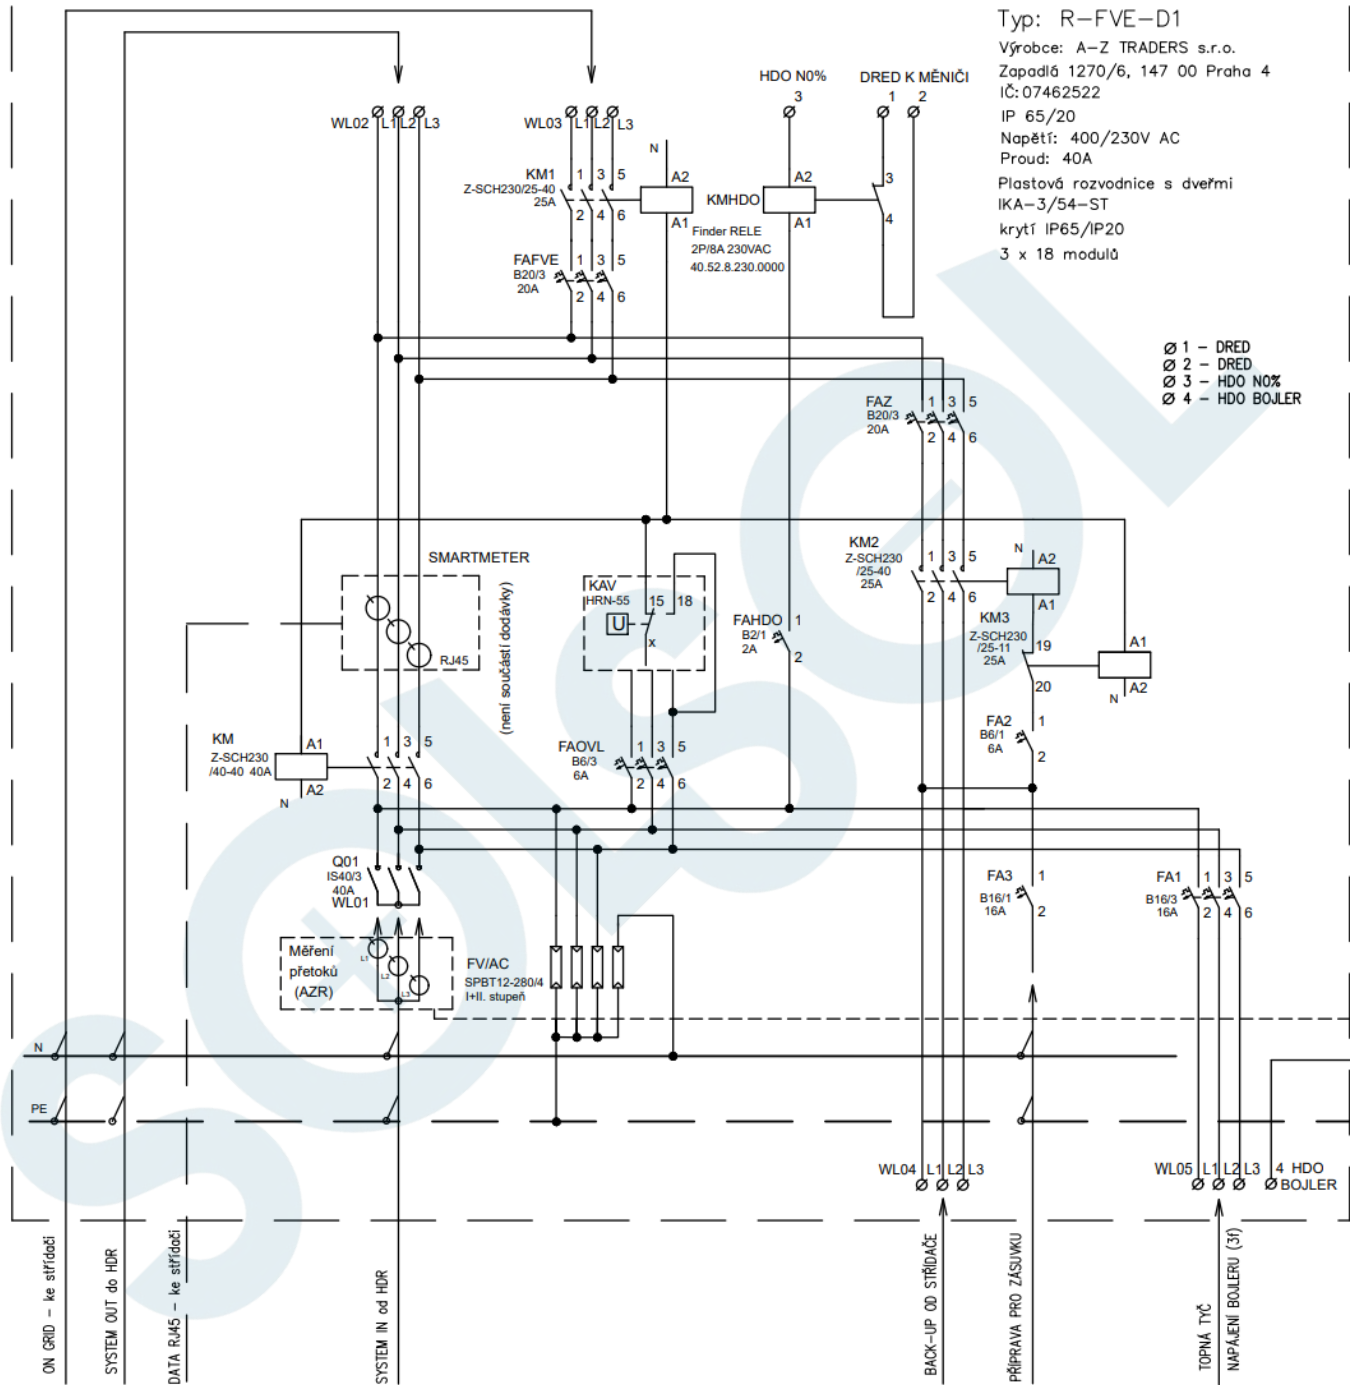 Typ: R-FVE-D1
Výrobce: A-Z TRADERS s.r.o.
Zapadlá 1270/6, 147 00 Praha 4
IČ:07462522
IP 65/20
Napětí: 400/230V AC
Proud: 40A
Plastová rozvodnice s dveřmi
IKA-3/54-ST
krytí IP65/IP20
3 x 18 modulů
1 - DRED
2 - DRED
3 - HDO N0%
4 - HDO BOJLER
HDO N0%
3
DRED K MĚNIČI
1 2
WL02 L1 L2 L3
WL03 L1 L2 L3
N
KM1
Z-SCH230/25-40
25A
1 3 5
2 4 6
A2
A1
KMHDO
A2
A1
3
4
Finder RELE
2P/8A 230VAC
40.52.8.230.0000
FAFVE
B20/3
20A
1 3 5
2 4 6
FAZ
B20/3
20A
1 3 5
2 4 6
SMARTMETER
RJ45
(není součástí dodávky)
KAV
HRN-55
15 18
U
x
FAHDO
B2/1
2A
1
2
KM2
Z-SCH230
/25-40
25A
1 3 5
2 4 6
N
A2
A1
KM3
Z-SCH230
/25-11
25A
19
20
A1
A2
N
KM
Z-SCH230
/40-40 40A
A1
A2
N
1 3 5
2 4 6
FAOVL
B6/3
6A
1 3 5
2 4 6
FA2
B6/1
6A
1
2
Q01
IS40/3
40A
WL01
FA3
B16/1
16A
1
2
FA1
B16/3
16A
1 3 5
2 4 6
Měření
přetoků
(AZR)
L1
L2
L3
FV/AC
SPBT12-280/4
I+II. stupeň
N
PE
WL04 L1 L2 L3
WL05 L1 L2 L3
4 HDO
BOJLER
ON GRID - ke střídači
SYSTEM OUT do HDR
DATA RJ45 - ke střídači
SYSTEM IN od HDR
BACK-UP OD STŘÍDAČE
PŘÍPRAVA PRO ZÁSUVKU
TOPNÁ TYČ
NAPÁJENÍ BOJLERU (3f)
SOLSOL